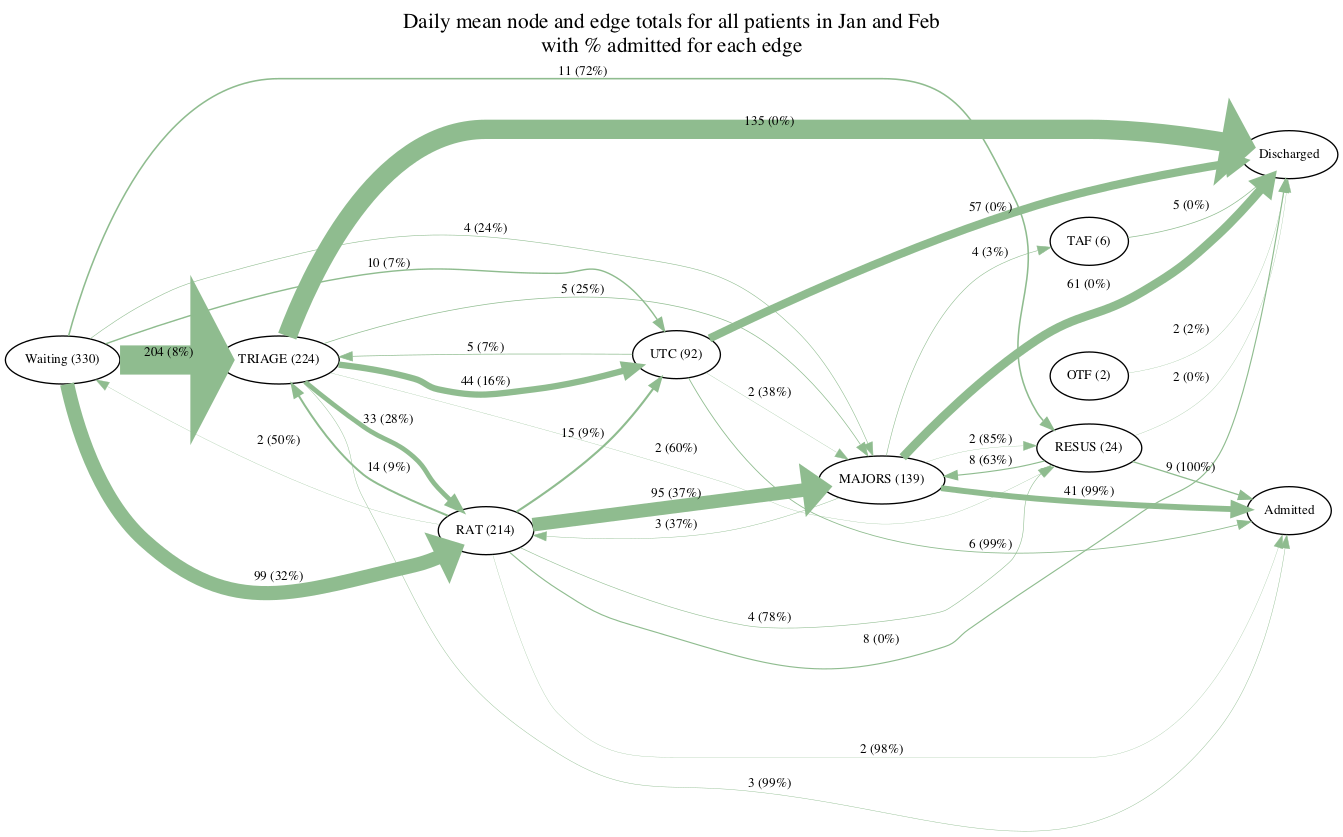 Daily mean node and edge totals for all patients in Jan and Feb
with % admitted for each edge
11 (72%)
135 (0%)
Discharged
57 (0%)
5 (0%)
4 (24%)
TAF (6)
4 (3%)
10 (7%)
61 (0%)
5 (25%)
2 (2%)
204 (8%)
5 (7%)
UTC (92)
Waiting (330)
TRIAGE (224)
44 (16%)
OTF (2)
2 (0%)
2 (38%)
33 (28%)
15 (9%)
2 (50%)
2 (60%)
2 (85%)
RESUS (24)
8 (63%)
14 (9%)
9 (100%)
MAJORS (139)
95 (37%)
41 (99%)
Admitted
3 (37%)
RAT (214)
6 (99%)
99 (32%)
4 (78%)
8 (0%)
2 (98%)
3 (99%)